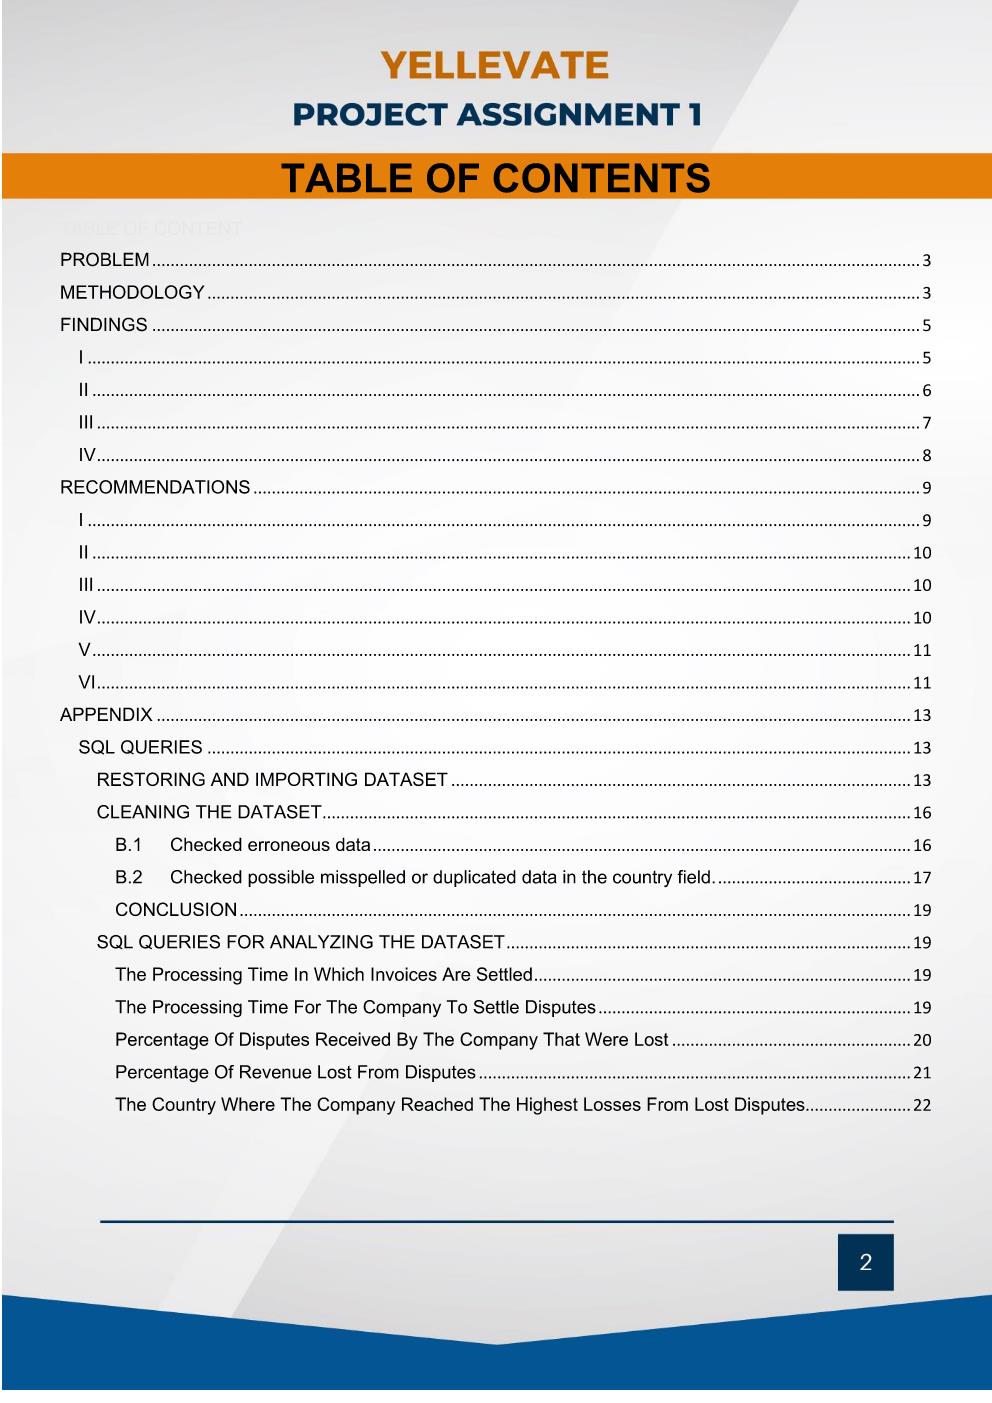 YELLEVATE
PROJECT ASSIGNMENT 1
TABLE OF CONTENTS
TABLE OF CONTENT
PROBLEM 3
METHODOLOGY 3
FINDINGS 5
I 5
II 6
III 7
IV 8
RECOMMENDATIONS 9
I 9
II 10
III 10
IV 10
V 11
VI 11
APPENDIX 13
SQL QUERIES 13
RESTORING AND IMPORTING DATASET 13
CLEANING THE DATASET 16
B.1 Checked erroneous data 16
B.2 Checked possible misspelled or duplicated data in the country field. 17
CONCLUSION 19
SQL QUERIES FOR ANALYZING THE DATASET 19
The Processing Time In Which Invoices Are Settled 19
The Processing Time For The Company To Settle Disputes 19
Percentage Of Disputes Received By The Company That Were Lost 20
Percentage Of Revenue Lost From Disputes 21
The Country Where The Company Reached The Highest Losses From Lost Disputes 22
2